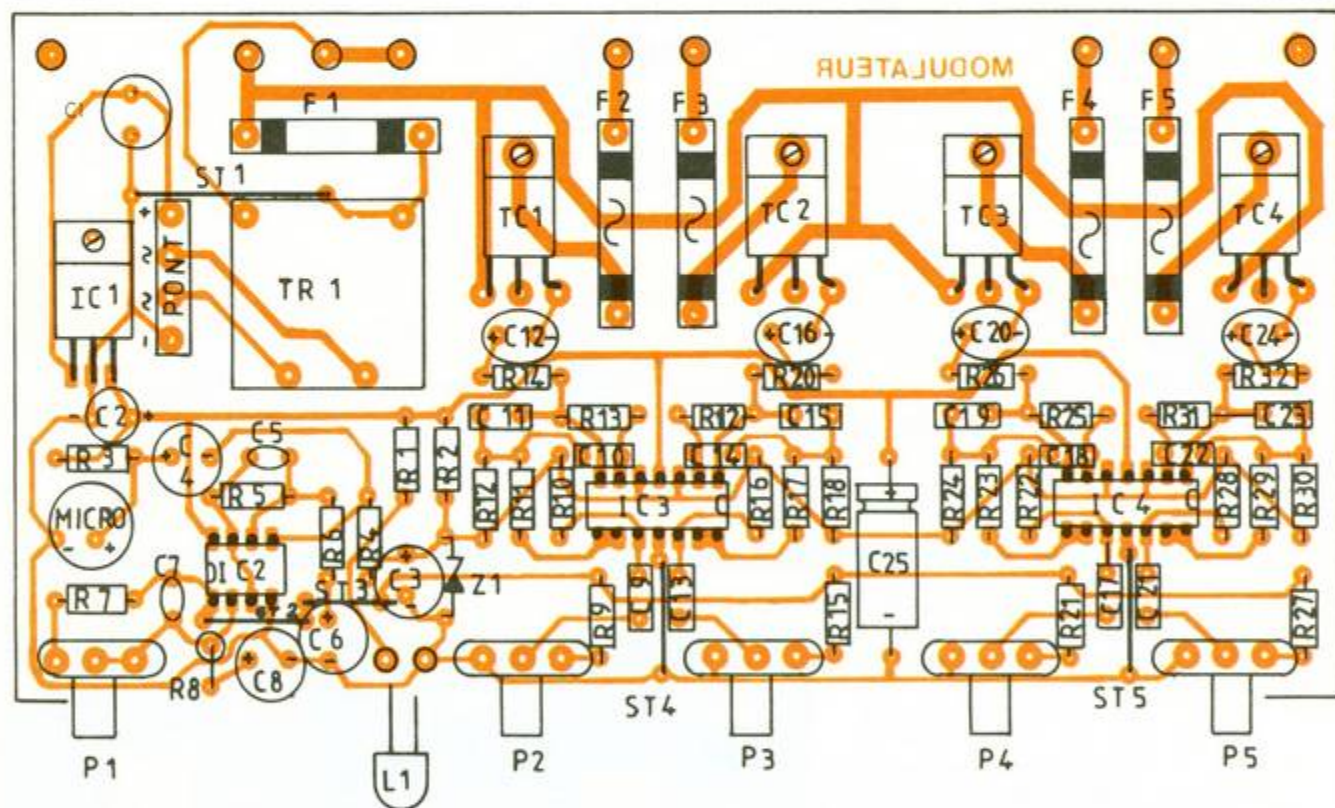 MODULATEUR
C1 F1 F2 F3 F4 F5
ST1
TC1 TC2 TC3 TC4
+ ~ ~ - PONT
IC1 TR1
+C12- +C16- +C20- +C24-
R14 R20 R26 R32
- C2 +
C11 R13 R12 C15 C19 R25 R31 C23
R3 C4 - C5 R1 R2 C10 C14 C18 C22
R5 R12 R11 R10 IC3 R16 R17 R18 R24 R23 R22 IC4 R28 R29 R30
MICRO
- +
R6 R4
IC2 + C3 - Z1 + C25 -
C7 ST3
R7 ST2 C6 R9 C9 C13 R15 R21 C17 C21 R27
R8 + C8 -
ST4 ST5
P1 L1 P2 P3 P4 P5